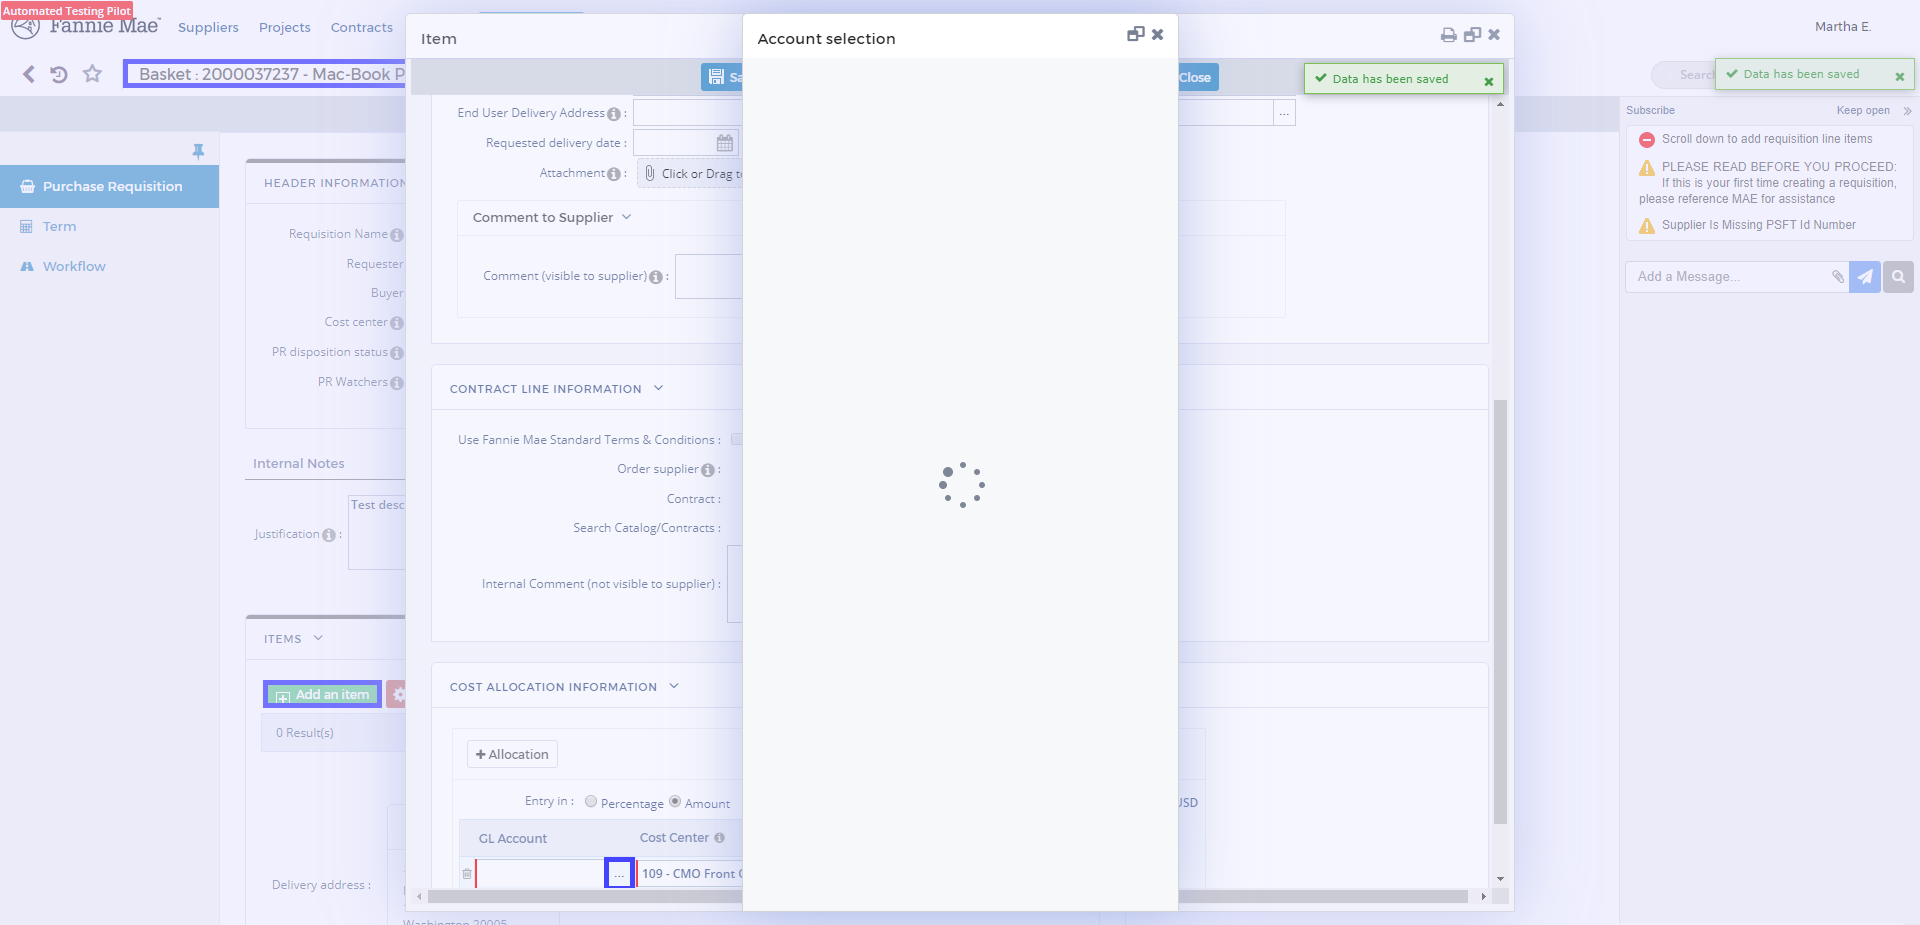 Automated Testing Pilot
Fannie Mae
Suppliers
Projects
Contracts
Martha E.
Basket : 2000037237 - Mac-Book P
Search
Data has been saved
Purchase Requisition
Term
Workflow
HEADER INFORMATION
Requisition Name
Requester
Buyer
Cost center
PR disposition status
PR Watchers
Internal Notes
Justification :
Test desc
ITEMS
Add an item
0 Result(s)
Delivery address :
Washington 20005
Item
Close
Data has been saved
End User Delivery Address :
...
Requested delivery date :
Attachment :
Click or Drag to
Comment to Supplier
Comment (visible to supplier) :
CONTRACT LINE INFORMATION
Use Fannie Mae Standard Terms & Conditions :
Order supplier :
Contract :
Search Catalog/Contracts :
Internal Comment (not visible to supplier) :
COST ALLOCATION INFORMATION
Allocation
Entry in :
Percentage
Amount
USD
GL Account
Cost Center
...
109 - CMO Front
Account selection
Subscribe
Keep open
Scroll down to add requisition line items
PLEASE READ BEFORE YOU PROCEED:
If this is your first time creating a requisition,
please reference MAE for assistance
Supplier Is Missing PSFT Id Number
Add a Message...